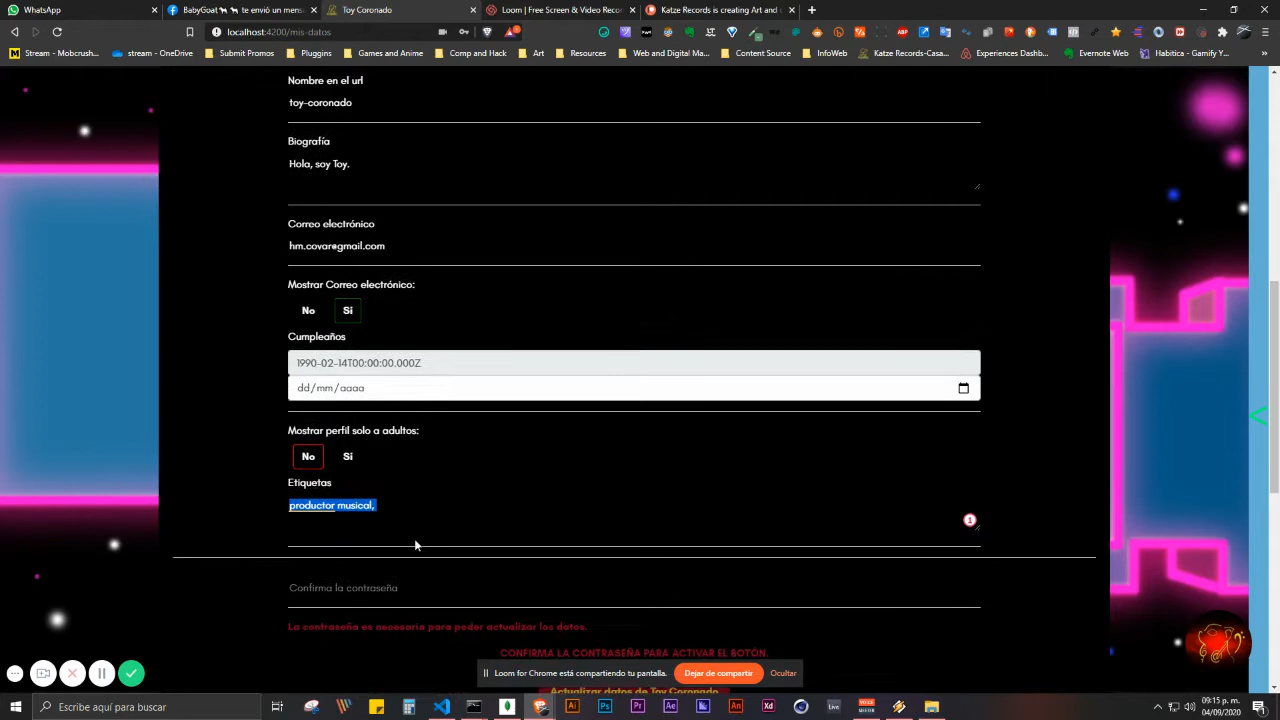 WhatsApp
BabyGoat te envió un mens
Toy Coronado
Loom | Free Screen & Video Reco
Katze Records is creating Art and
localhost:4200/mis-datos
Stream - Mobcrush...
stream - OneDrive
Submit Promos
Pluggins
Games and Anime
Comp and Hack
Art
Resources
Web and Digital Ma...
Content Source
InfoWeb
Katze Records-Casa...
Experiences Dashb...
Evernote Web
Habitica - Gamify Y...
Nombre en el url
toy-coronado
Biografía
Hola, soy Toy.
Correo electrónico
hm.covar@gmail.com
Mostrar Correo electrónico:
No Si
Cumpleaños
1990-02-14T00:00:00.000Z
dd/mm/aaaa
Mostrar perfil solo a adultos:
No Si
Etiquetas
productor musical,
1
Confirma la contraseña
La contraseña es necesaria para poder actualizar los datos.
CONFIRMA LA CONTRASEÑA PARA ACTIVAR EL BOTÓN.
Loom for Chrome está compartiendo tu pantalla.
Dejar de compartir
Ocultar
Actualizar datos de Toy Coronado
Escribe aquí para buscar
09:15 p. m.
04/09/2020